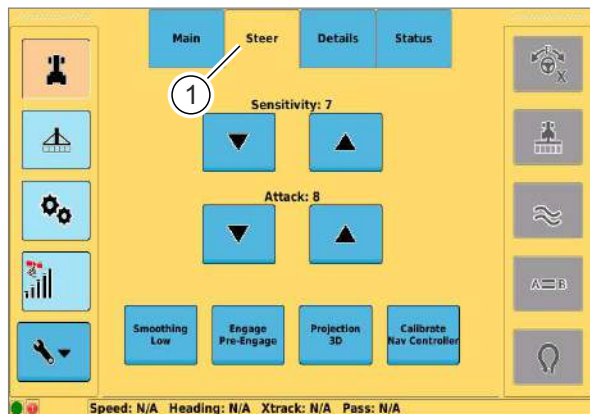 Main
Steer
Details
Status
1
Sensitivity: 7
Attack: 8
Smoothing
Low
Engage
Pre-Engage
Projection
3D
Calibrate
Nav Controller
X
A=B
Speed: N/A Heading: N/A Xtrack: N/A Pass: N/A